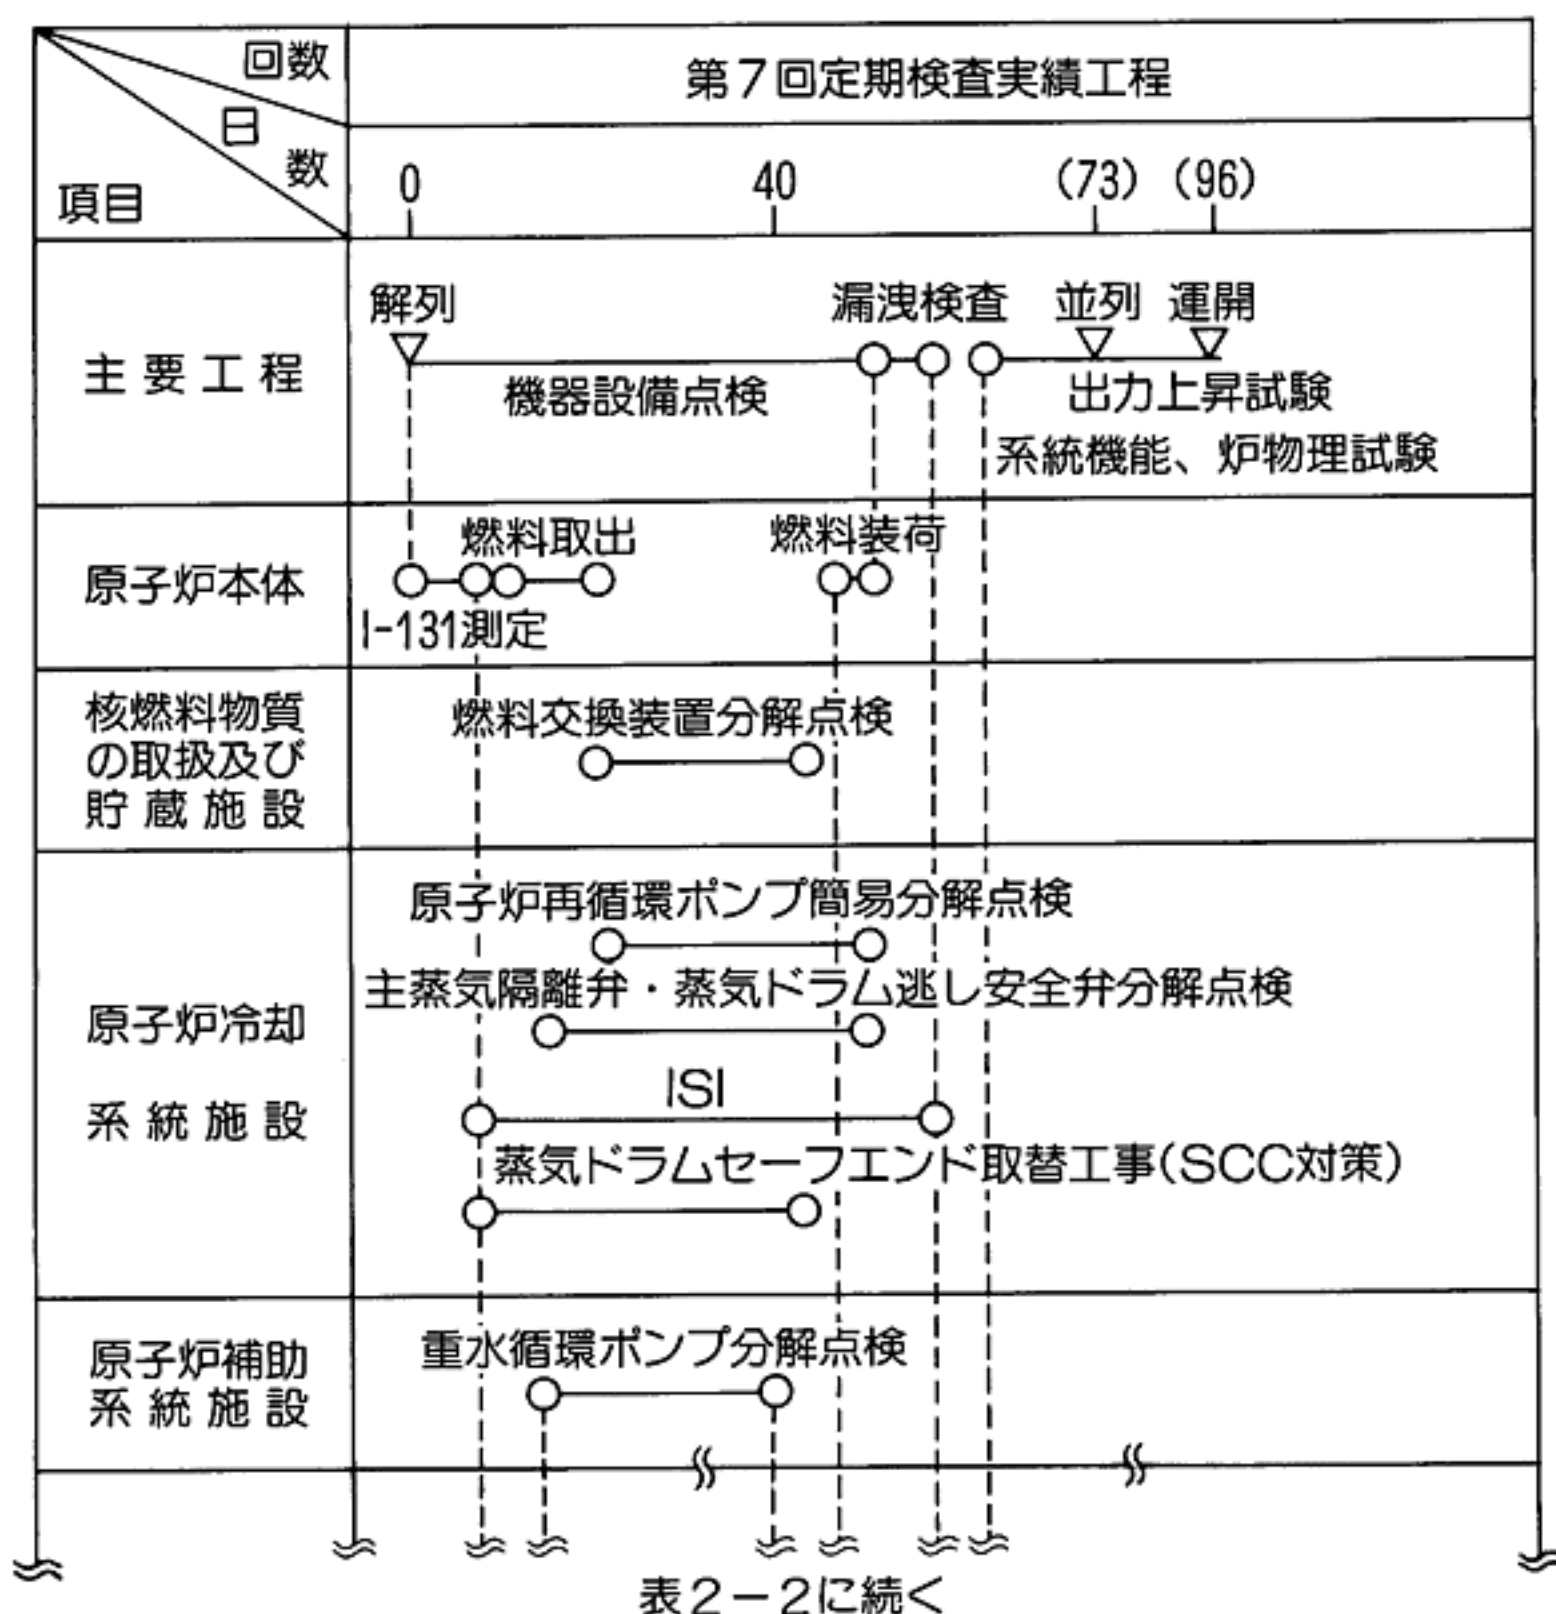 回数
第7回定期検査実績工程
日数
項目
0 40 (73) (96)
解列 漏洩検査 並列 運開
主要工程
機器設備点検 出力上昇試験
系統機能、炉物理試験
燃料取出 燃料装荷
原子炉本体
I-131測定
核燃料物質
の取扱及び
貯蔵施設
燃料交換装置分解点検
原子炉再循環ポンプ簡易分解点検
主蒸気隔離弁・蒸気ドラム逃し安全弁分解点検
原子炉冷却
系統施設
ISI
蒸気ドラムセーフエンド取替工事(SCC対策)
原子炉補助
系統施設
重水循環ポンプ分解点検
表2-2に続く